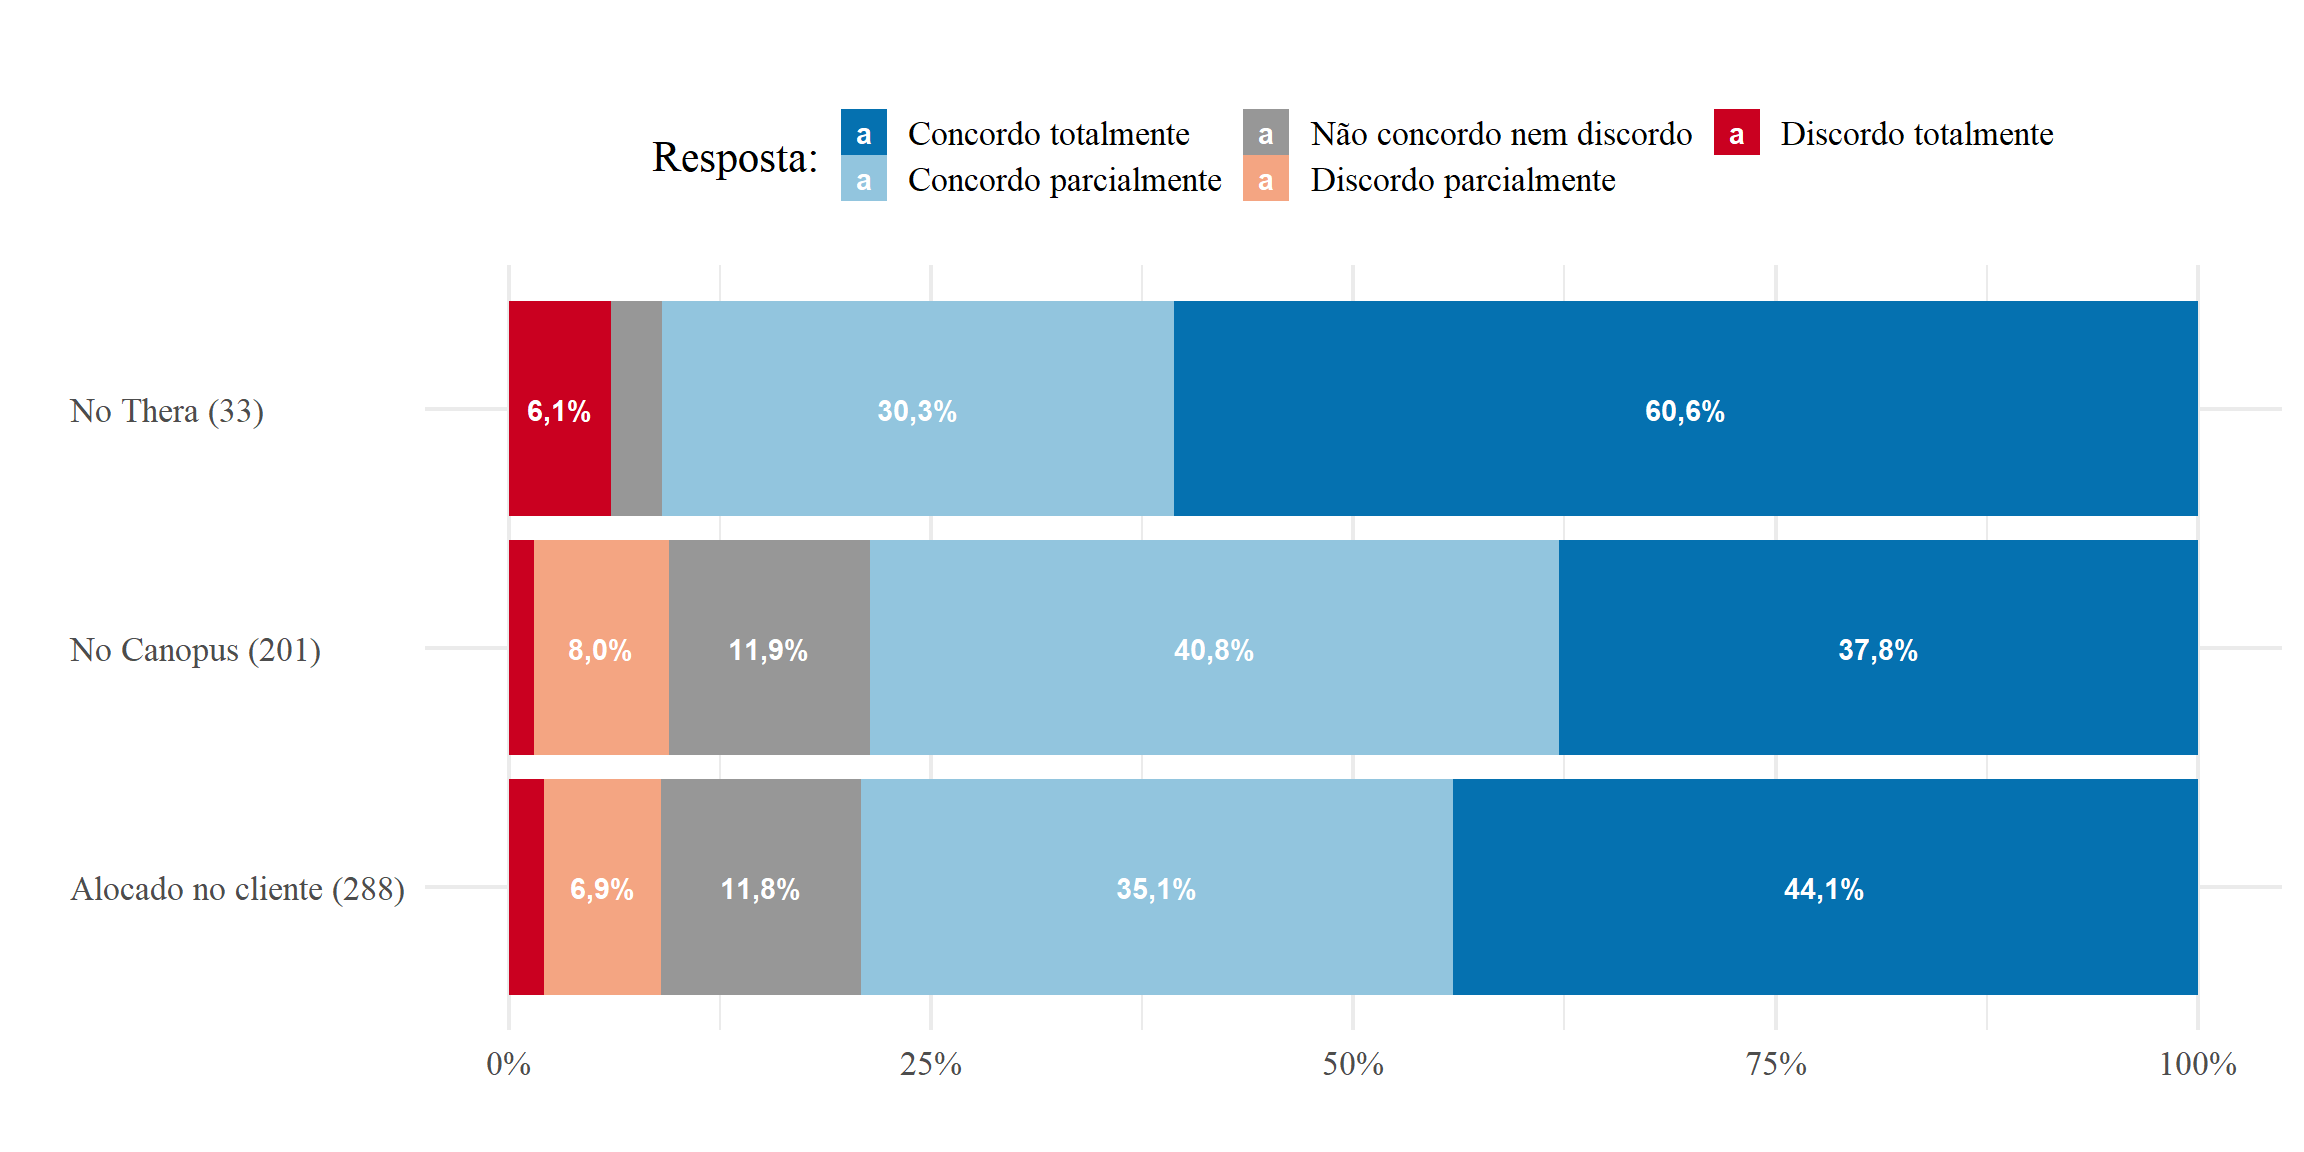 Resposta:
a Concordo totalmente
a Não concordo nem discordo
a Discordo totalmente
a Concordo parcialmente
a Discordo parcialmente
No Thera (33)
6,1% 30,3% 60,6%
No Canopus (201)
8,0% 11,9% 40,8% 37,8%
Alocado no cliente (288)
6,9% 11,8% 35,1% 44,1%
0% 25% 50% 75% 100%